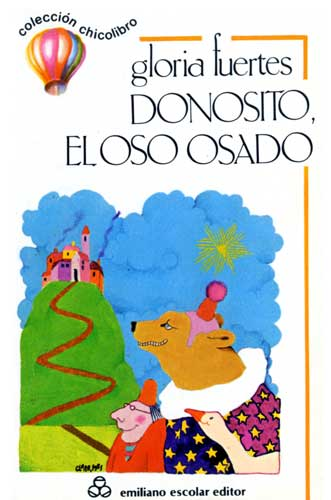 colección chicolibro
gloria fuertes
DONOSITO,
EL OSO OSADO
emiliano escolar editor